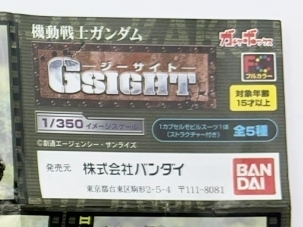 機動戦士ガンダム
ガシャポン
ジーサイト
GSIGHT
FC
フルカラー
対象年齢
15才以上
1/350 イメージスケール
1カプセルモビルスーツ1体
(ストラクチャー付き)
全5種
©創通エージェンシー・サンライズ
発売元 株式会社バンダイ
東京都台東区駒形2-5-4 〒111-8081
BAN
DAI